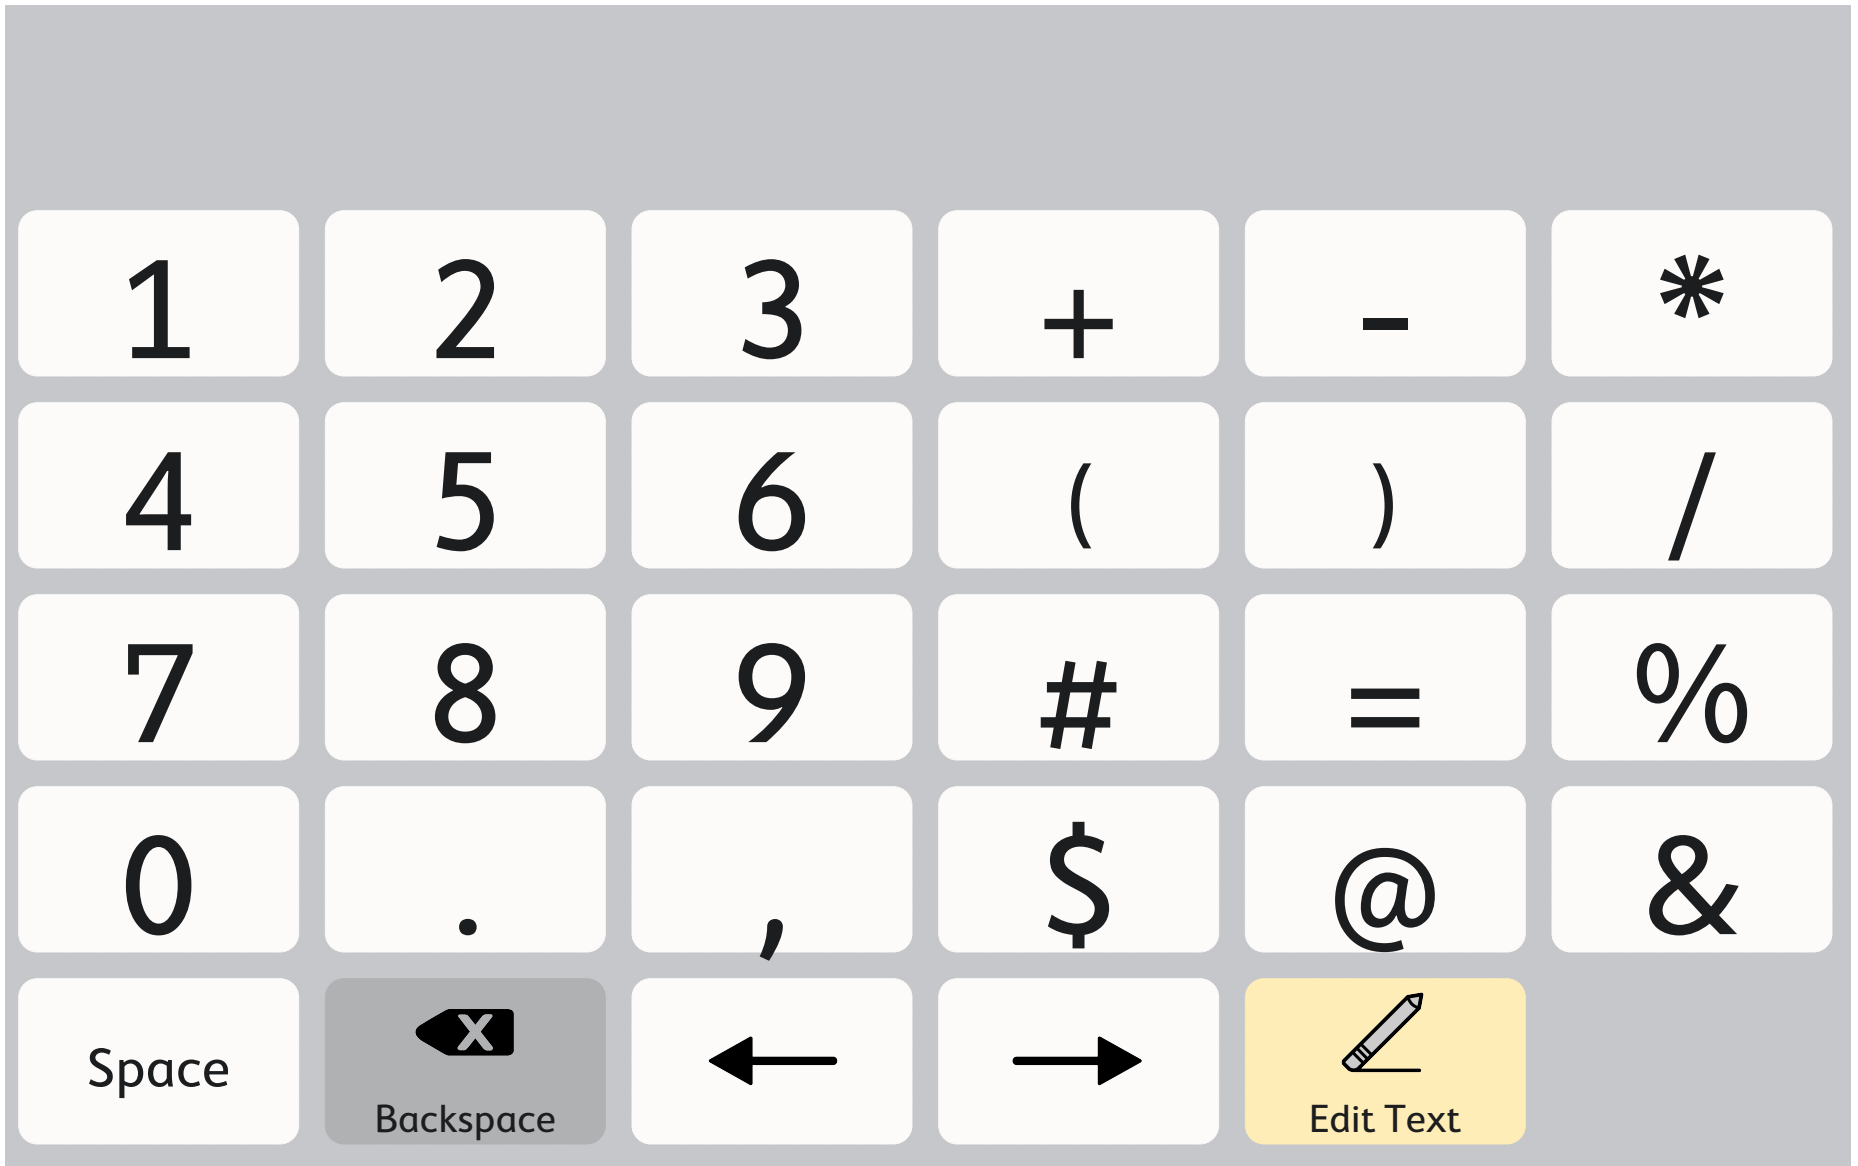 1 2 3 + - *
4 5 6 ( ) /
7 8 9 # = %
0 . , $ @ &
Space Backspace Edit Text